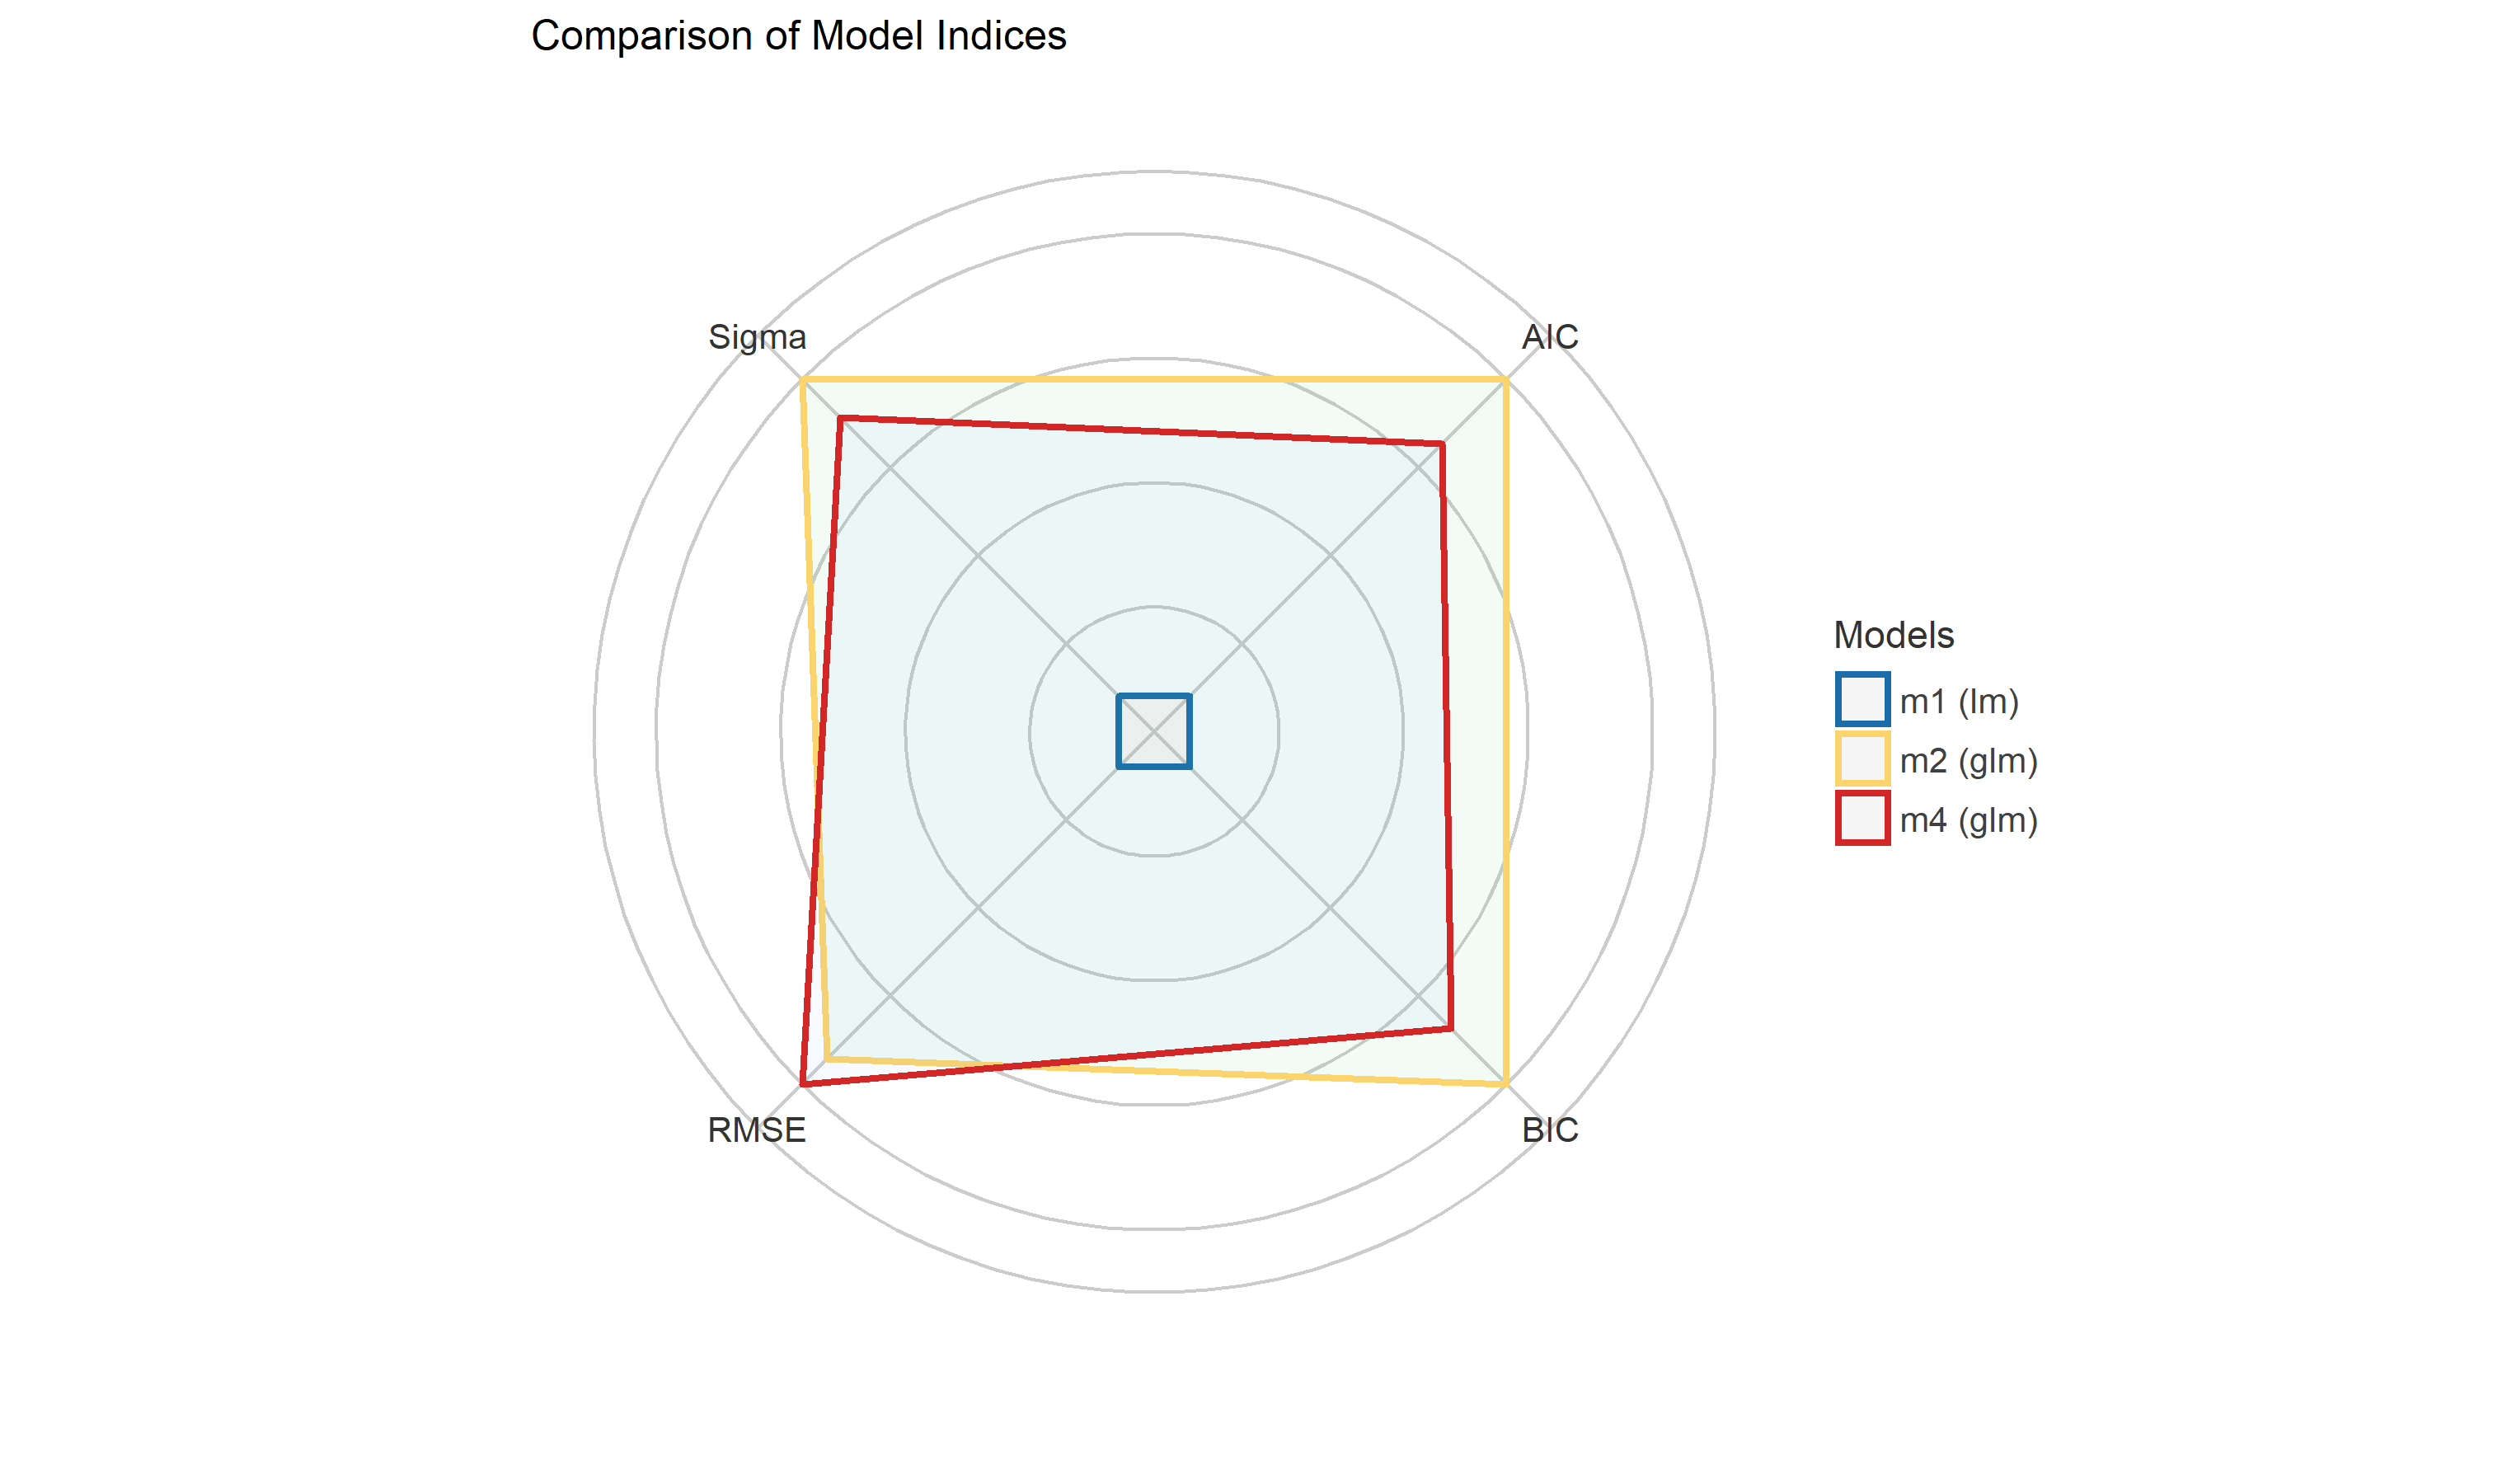 Comparison of Model Indices
Sigma
AIC
RMSE
BIC
Models
m1 (lm)
m2 (glm)
m4 (glm)